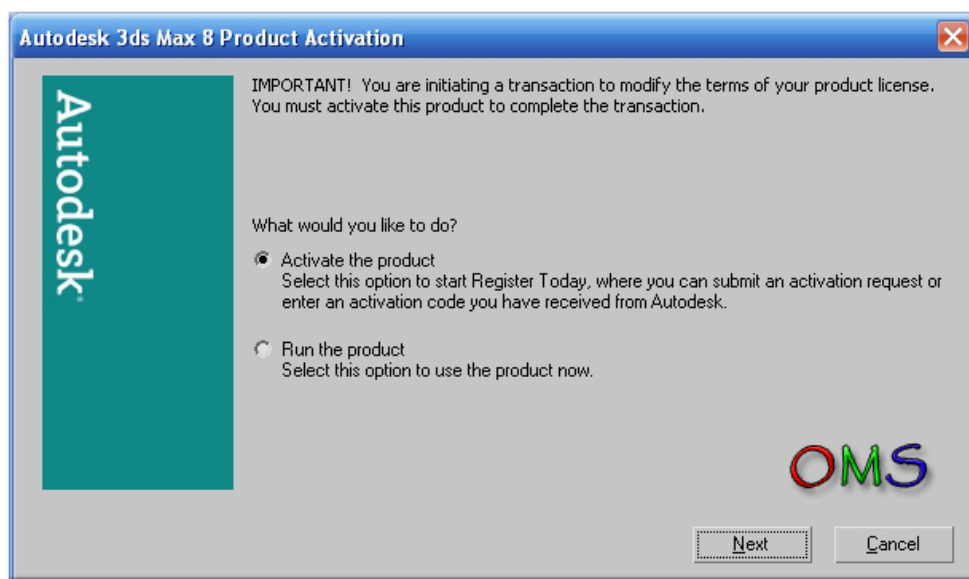 Autodesk 3ds Max 8 Product Activation
Autodesk
IMPORTANT! You are initiating a transaction to modify the terms of your product license.
You must activate this product to complete the transaction.
What would you like to do?
Activate the product
Select this option to start Register Today, where you can submit an activation request or
enter an activation code you have received from Autodesk.
Run the product
Select this option to use the product now.
OMS
Next
Cancel